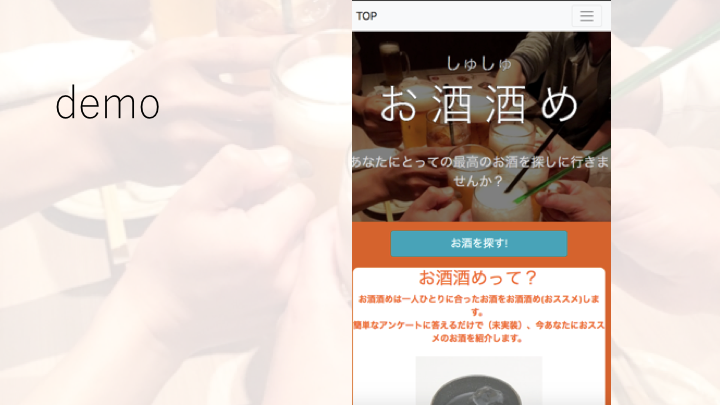 demo
TOP
しゅしゅ
お酒酒め
あなたにとっての最高のお酒を探しに行きま
せんか？
お酒を探す!
お酒酒めって？
お酒酒めは一人ひとりに合ったお酒をお酒酒め(おススメ)しま
す。
簡単なアンケートに答えるだけで（未実装）、今あなたにおスス
メのお酒を紹介します。